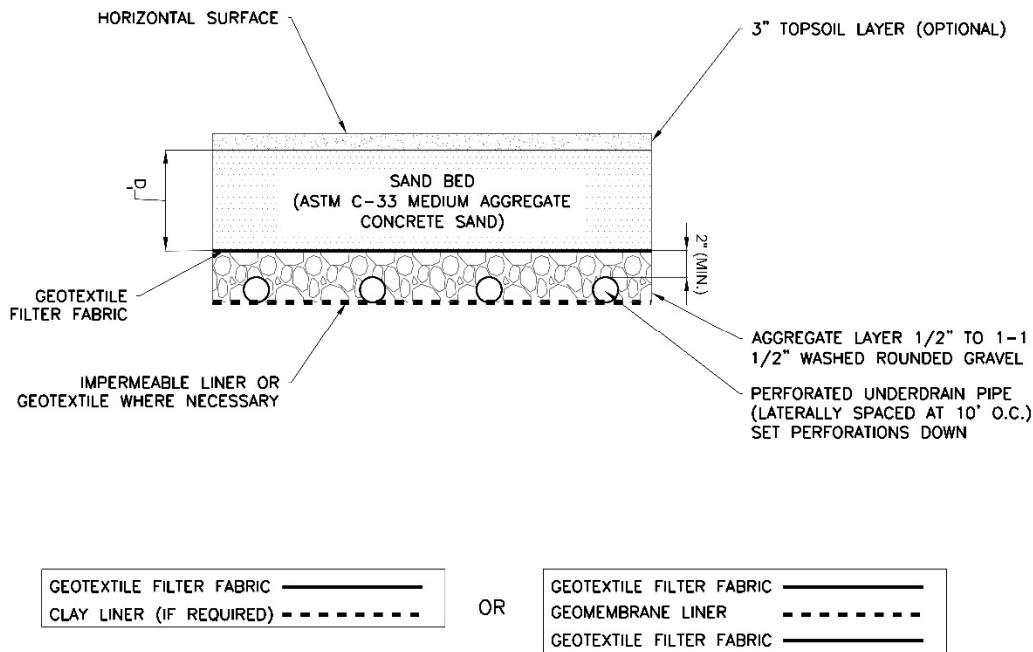 HORIZONTAL SURFACE
3" TOPSOIL LAYER (OPTIONAL)
SAND BED
(ASTM C-33 MEDIUM AGGREGATE
CONCRETE SAND)
D
2" (MIN.)
GEOTEXTILE
FILTER FABRIC
IMPERMEABLE LINER OR
GEOTEXTILE WHERE NECESSARY
AGGREGATE LAYER 1/2" TO 1-1
1/2" WASHED ROUNDED GRAVEL
PERFORATED UNDERDRAIN PIPE
(LATERALLY SPACED AT 10' O.C.)
SET PERFORATIONS DOWN
GEOTEXTILE FILTER FABRIC
CLAY LINER (IF REQUIRED)
OR
GEOTEXTILE FILTER FABRIC
GEOMEMBRANE LINER
GEOTEXTILE FILTER FABRIC